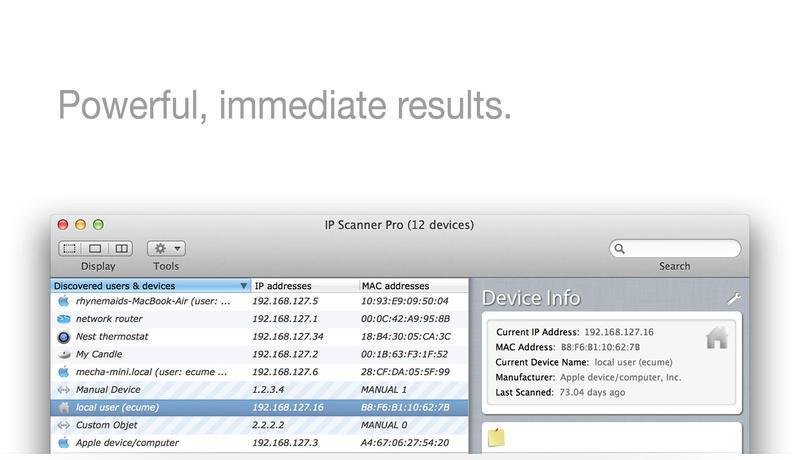 Powerful, immediate results.
IP Scanner Pro (12 devices)
Display Tools Search
Discovered users & devices IP addresses MAC addresses
rhynemaids-MacBook-Air (user: ... 192.168.127.5 10:93:E9:09:50:04
network router 192.168.127.1 00:0C:42:A9:95:8B
Nest thermostat 192.168.127.34 18:B4:30:05:CA:3C
My Candle 192.168.127.2 00:1B:63:F3:1F:52
mecha-mini.local (user: ecume ... 192.168.127.6 28:CF:DA:05:5F:99
Manual Device 1.2.3.4 MANUAL 1
local user (ecume) 192.168.127.16 B8:F6:B1:10:62:7B
Custom Objet 2.2.2.2 MANUAL 0
Apple device/computer 192.168.127.3 A4:67:06:27:54:20
Device Info
Current IP Address: 192.168.127.16
MAC Address: B8:F6:B1:10:62:7B
Current Device Name: local user (ecume)
Manufacturer: Apple device/computer, Inc.
Last Scanned: 73.04 days ago